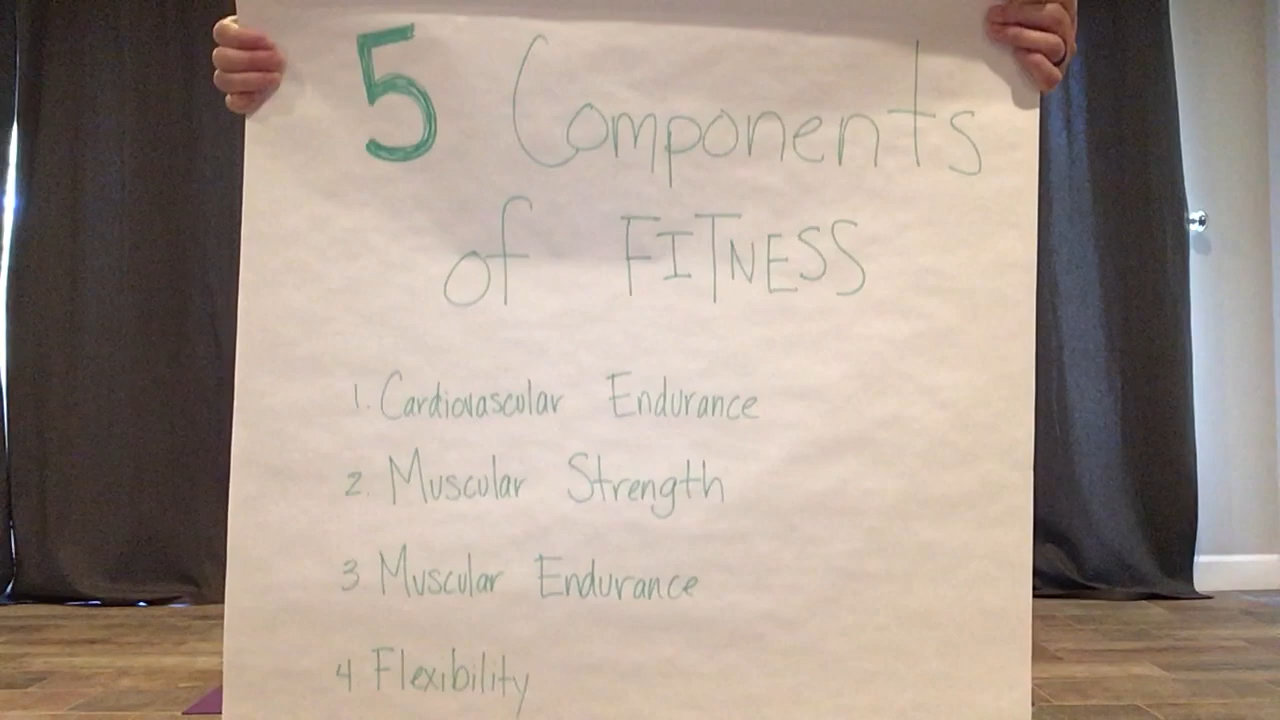 5 Components
of FITNESS
1. Cardiovascular Endurance
2. Muscular Strength
3 Muscular Endurance
4 Flexibility